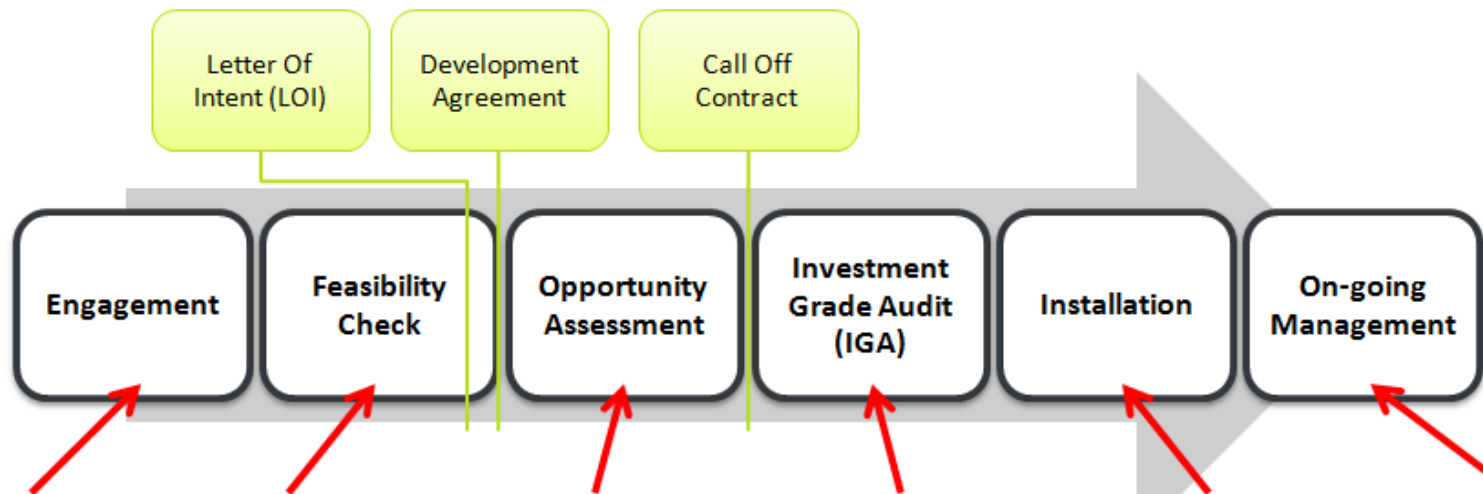 Letter Of
Intent (LOI)
Development
Agreement
Call Off
Contract
Engagement
Feasibility
Check
Opportunity
Assessment
Investment
Grade Audit
(IGA)
Installation
On-going
Management